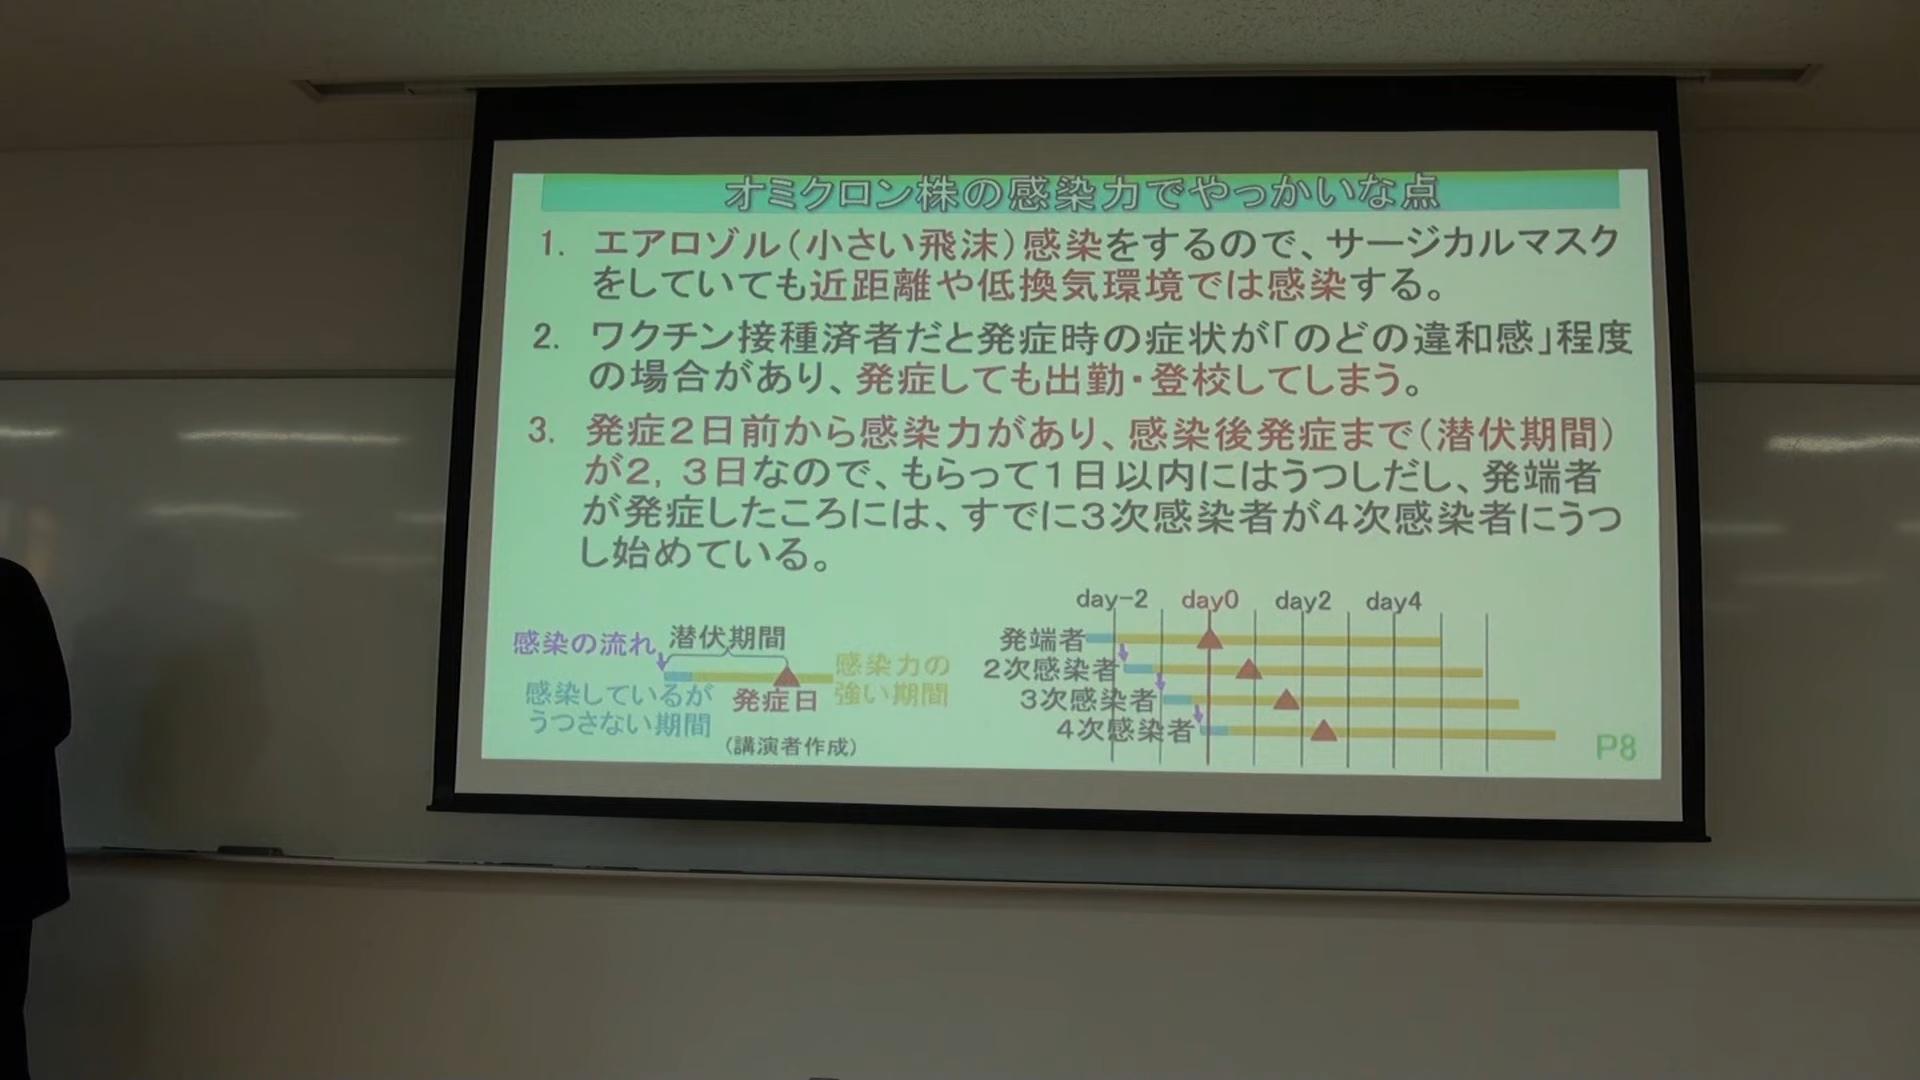 オミクロン株の感染力でやっかいな点
1. エアロゾル（小さい飛沫）感染をするので、サージカルマスク
をしていても近距離や低換気環境では感染する。
2. ワクチン接種済者だと発症時の症状が「のどの違和感」程度
の場合があり、発症しても出勤・登校してしまう。
3. 発症２日前から感染力があり、感染後発症まで（潜伏期間）
が２，３日なので、もらって１日以内にはうつしだし、発端者
が発症したころには、すでに３次感染者が４次感染者にうつ
し始めている。
感染の流れ 潜伏期間
感染力の
強い期間
感染しているが
うつさない期間
発症日
（講演者作成）
day-2 day0 day2 day4
発端者
２次感染者
３次感染者
４次感染者
P8